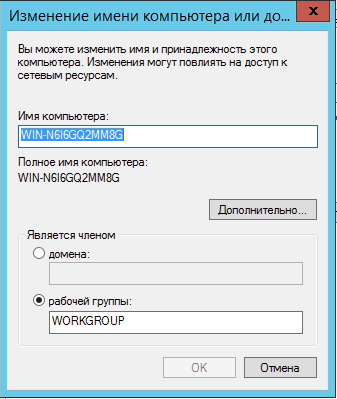 Изменение имени компьютера или до...
x
Вы можете изменить имя и принадлежность этого
компьютера. Изменения могут повлиять на доступ к
сетевым ресурсам.
Имя компьютера:
WIN-N6I6GQ2MM8G
Полное имя компьютера:
WIN-N6I6GQ2MM8G
Дополнительно...
Является членом
домена:
рабочей группы:
WORKGROUP
OK
Отмена